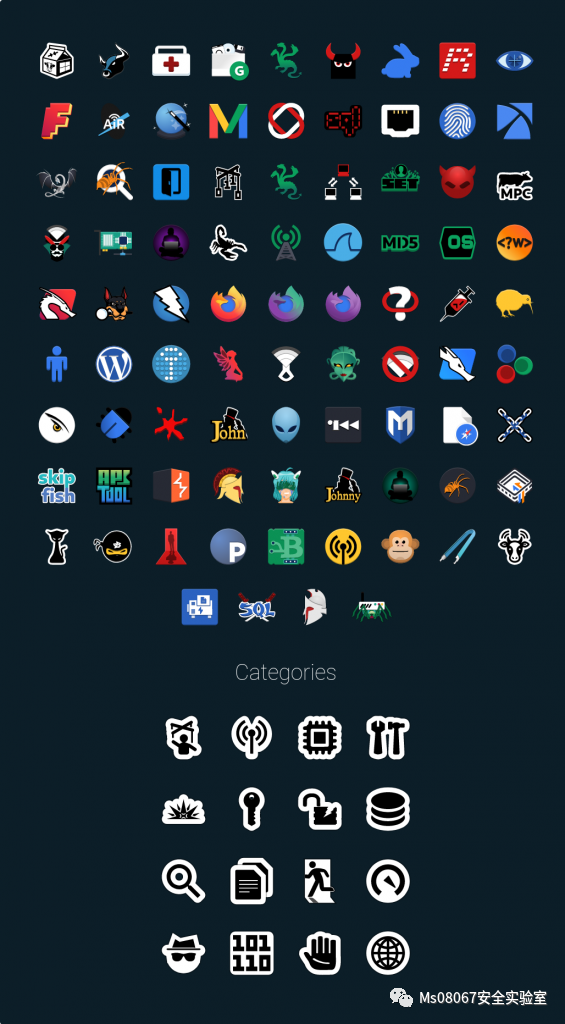 G
R
F
AiR
sql
SET
MPC
MD5
OS
<?W>
?
W
T
John
M
skip
fish
APK
TOOL
Johnny
P
B
SQL
Categories
101
110
Ms08067安全实验室